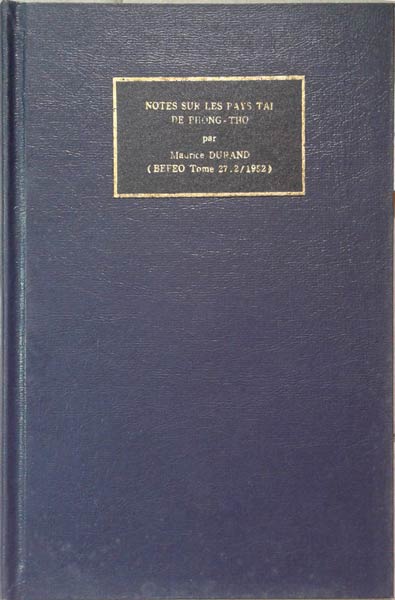 NOTES SUR LES PAYS TAI
DE PHONG-THO
par
Maurice DURAND
(BEFEO Tome 27.2/1952)